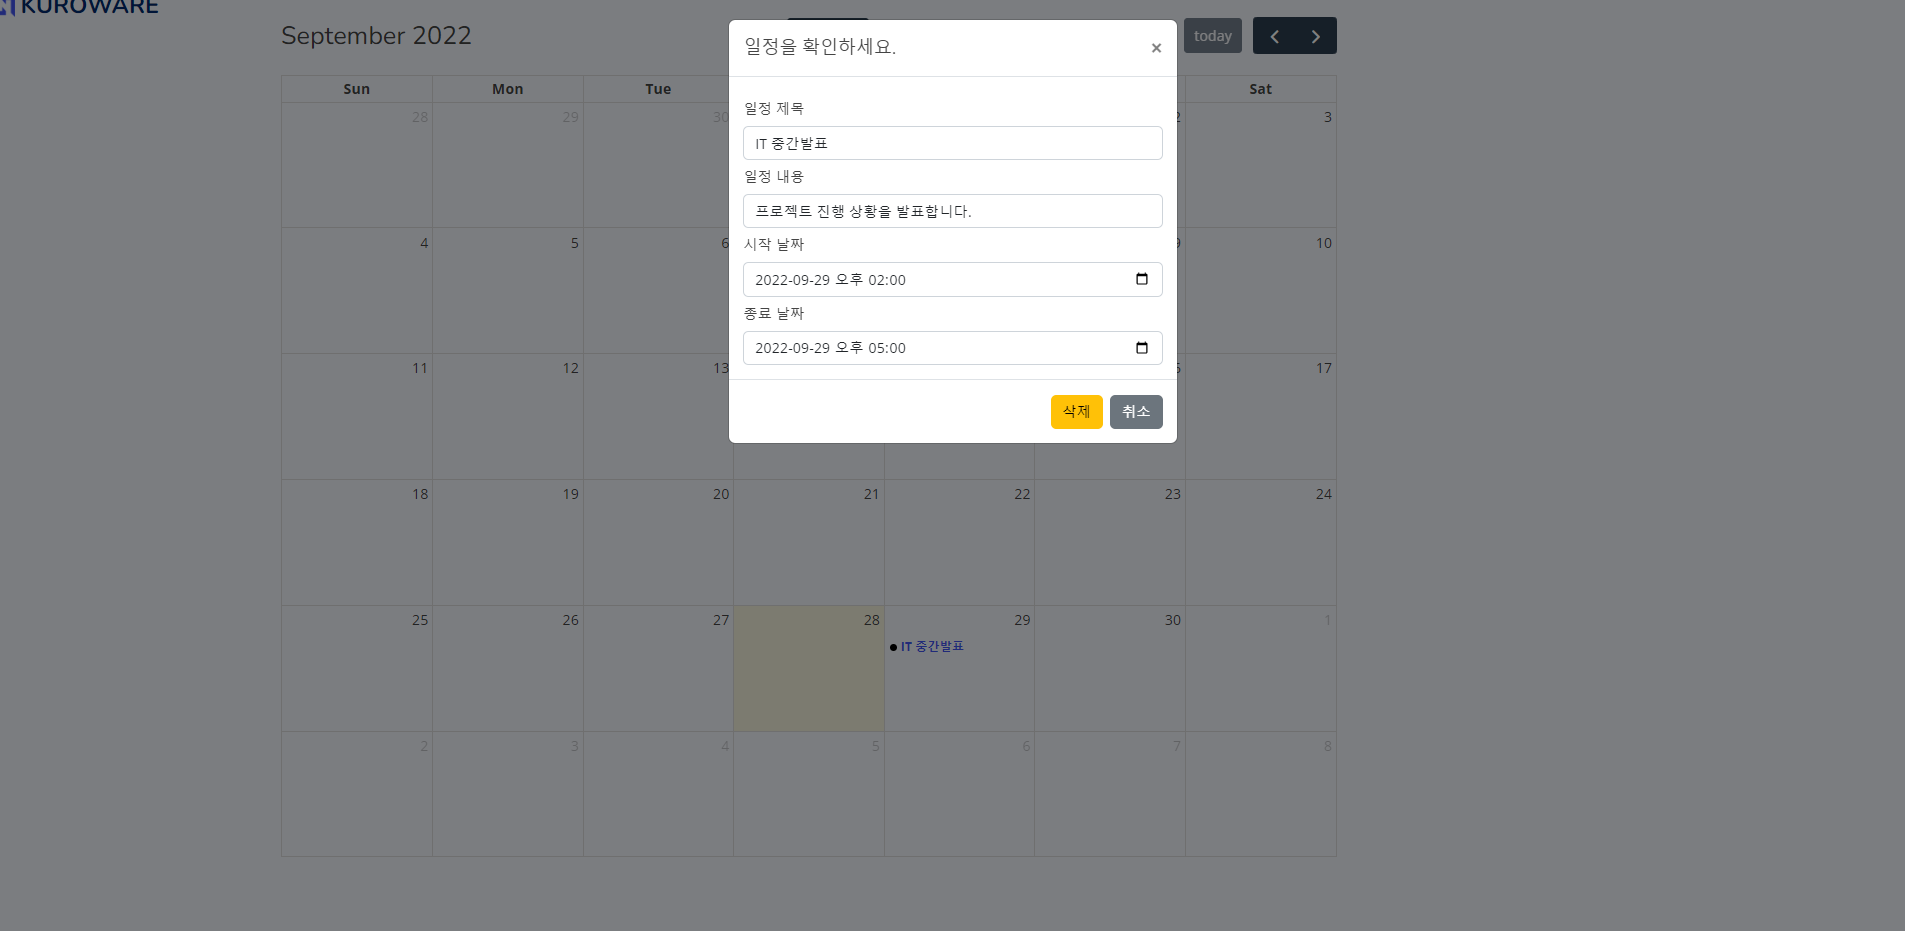 KUROWARE
September 2022
today
Sun Mon Tue Sat
28 29 30 2 3
4 5 6 9 10
11 12 13 17
18 19 20 21 22 23 24
25 26 27 28 29 30 1
IT 중간발표
2 3 4 5 6 7 8
일정을 확인하세요.
×
일정 제목
IT 중간발표
일정 내용
프로젝트 진행 상황을 발표합니다.
시작 날짜
2022-09-29 오후 02:00
종료 날짜
2022-09-29 오후 05:00
삭제 취소